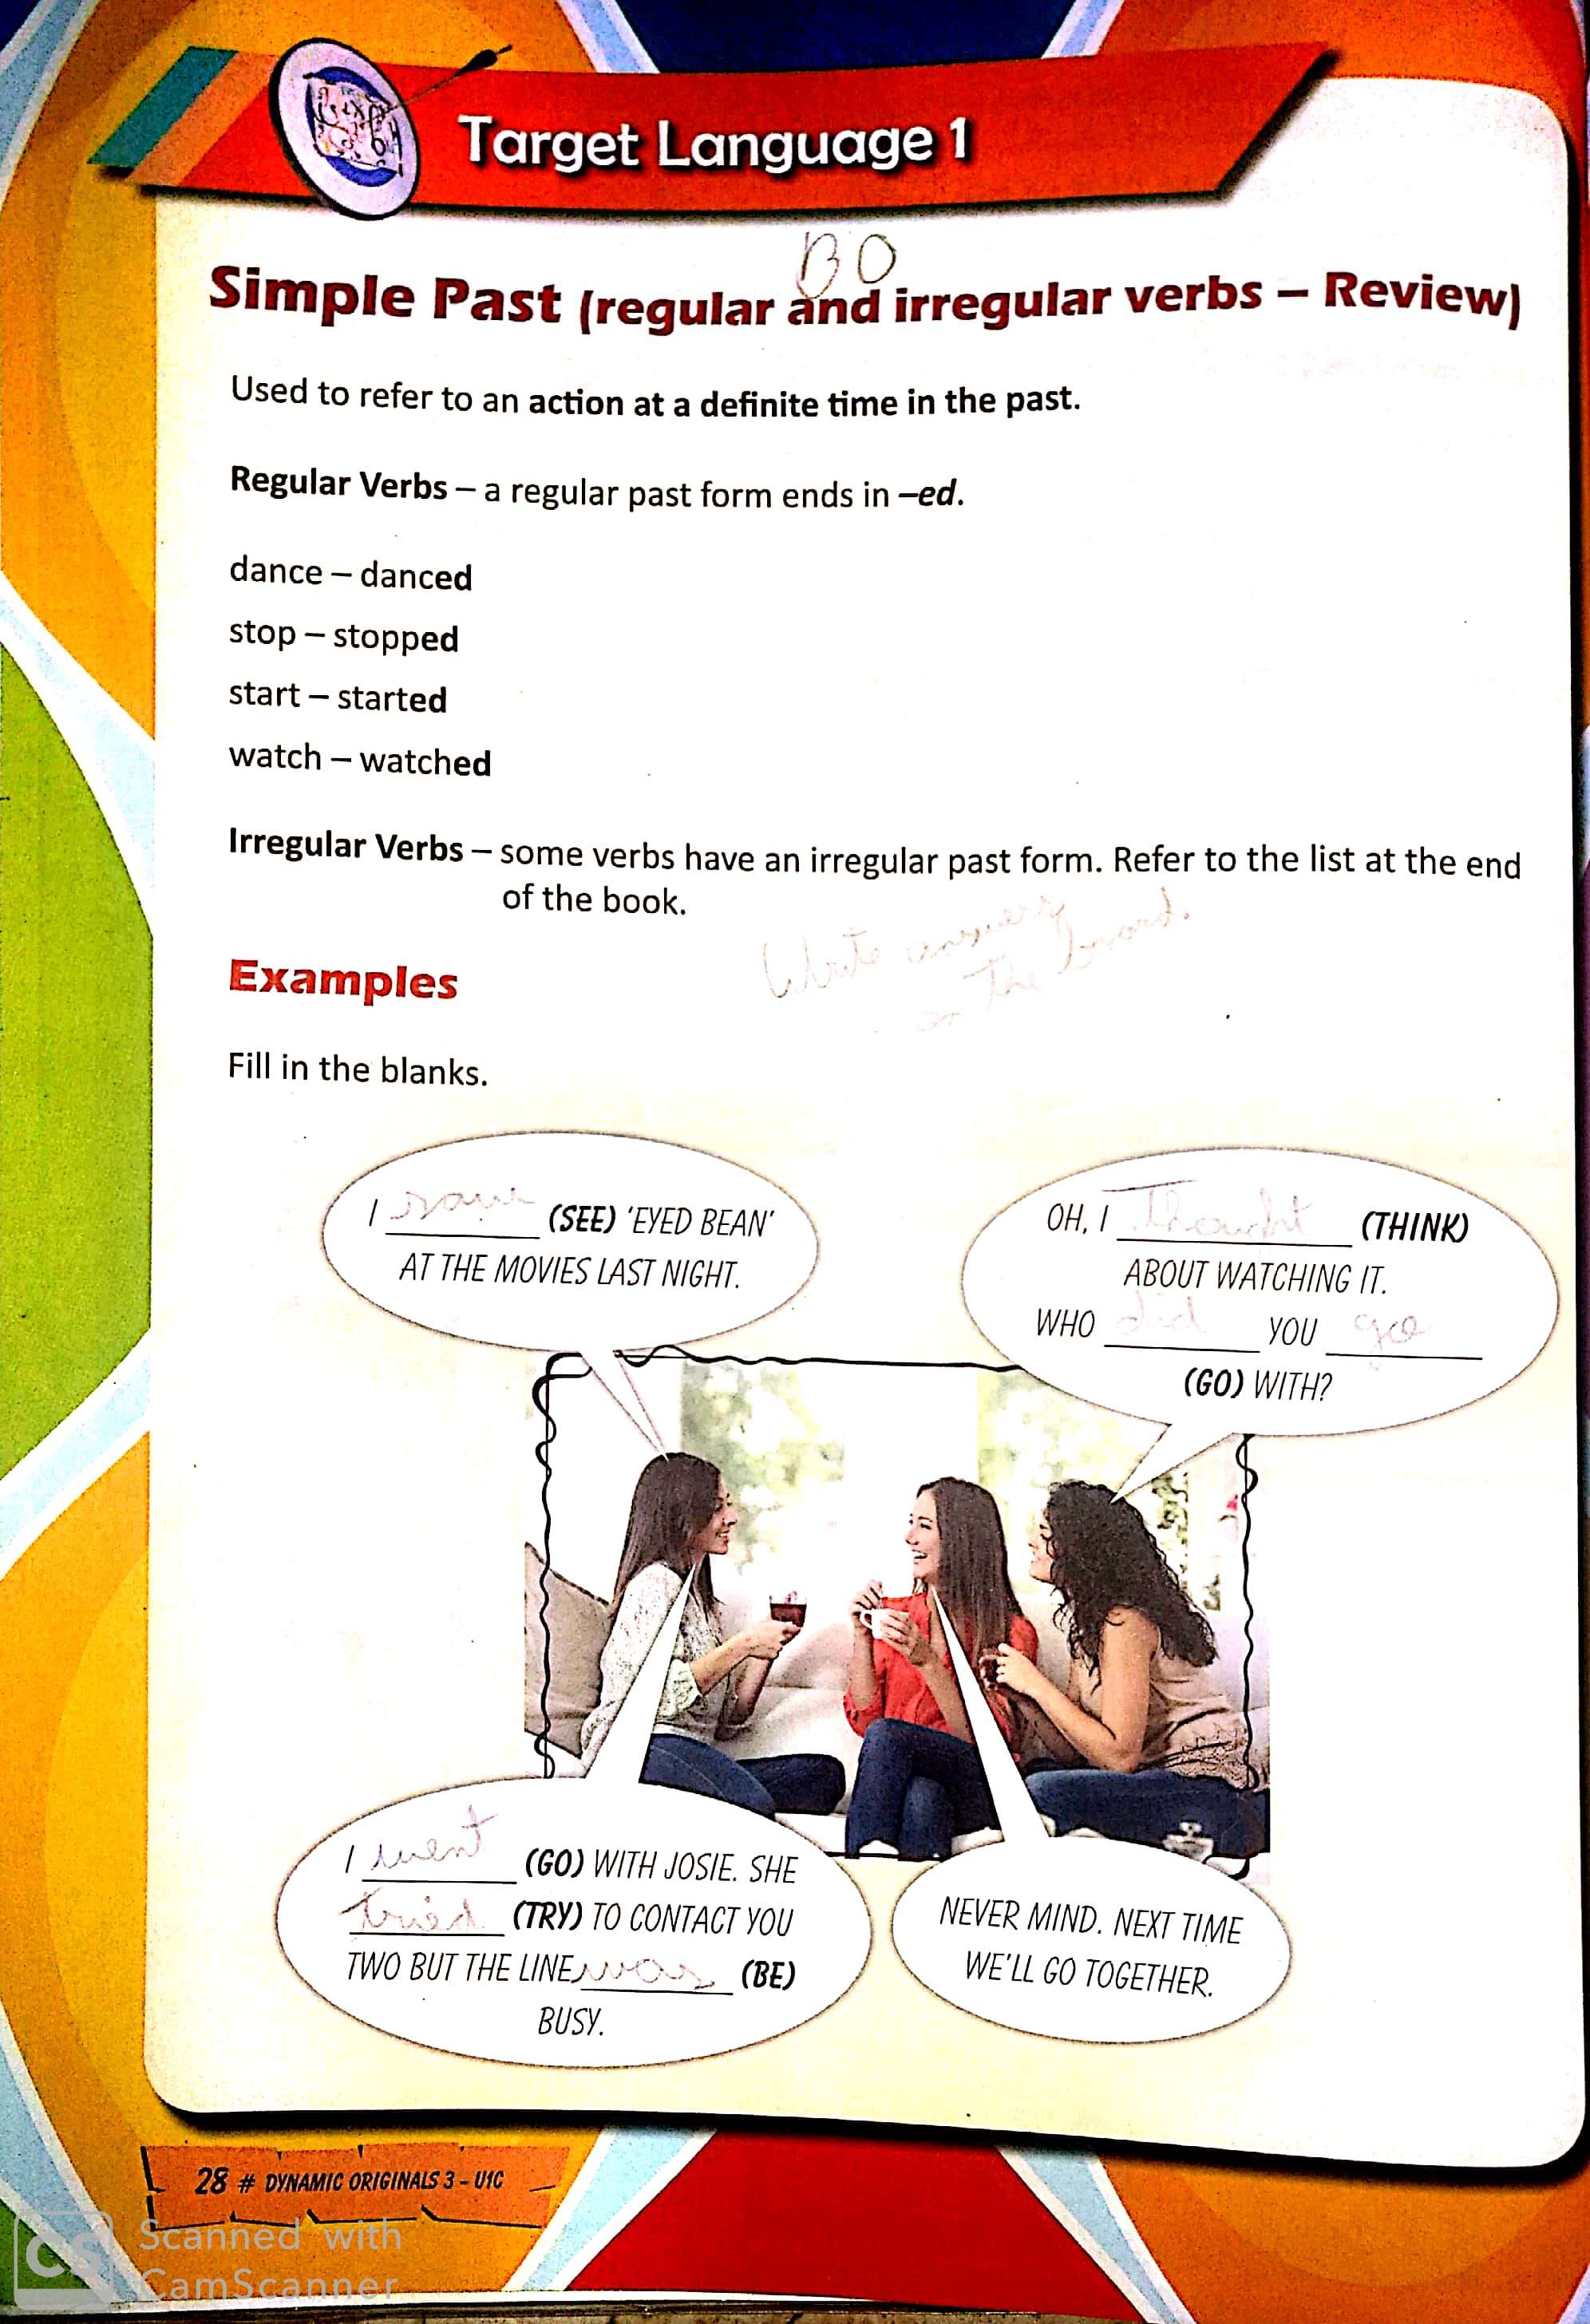 Target Language 1
BO
Simple Past (regular and irregular verbs – Review)
Used to refer to an action at a definite time in the past.
Regular Verbs – a regular past form ends in –ed.
dance – danced
stop – stopped
start – started
watch – watched
Irregular Verbs – some verbs have an irregular past form. Refer to the list at the end
of the book.
Write answers
on the board.
Examples
Fill in the blanks.
I saw (SEE) 'EYED BEAN'
AT THE MOVIES LAST NIGHT.
OH, I Thought (THINK)
ABOUT WATCHING IT.
WHO did YOU go
(GO) WITH?
I went (GO) WITH JOSIE. SHE
tried (TRY) TO CONTACT YOU
TWO BUT THE LINE was (BE)
BUSY.
NEVER MIND. NEXT TIME
WE'LL GO TOGETHER.
28 # DYNAMIC ORIGINALS 3 – U1C
CS Scanned with
CamScanner